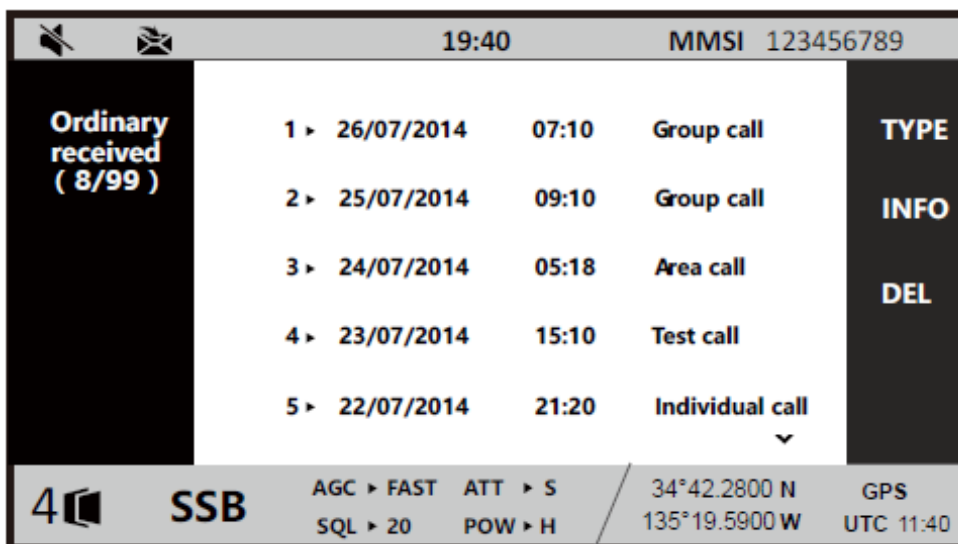 19:40 MMSI 123456789
Ordinary
received
( 8/99 )
1 ▸ 26/07/2014 07:10 Group call
2 ▸ 25/07/2014 09:10 Group call
3 ▸ 24/07/2014 05:18 Area call
4 ▸ 23/07/2014 15:10 Test call
5 ▸ 22/07/2014 21:20 Individual call
TYPE
INFO
DEL
4 SSB
AGC ▸ FAST ATT ▸ S
SQL ▸ 20 POW ▸ H
34°42.2800 N
135°19.5900 W
GPS
UTC 11:40